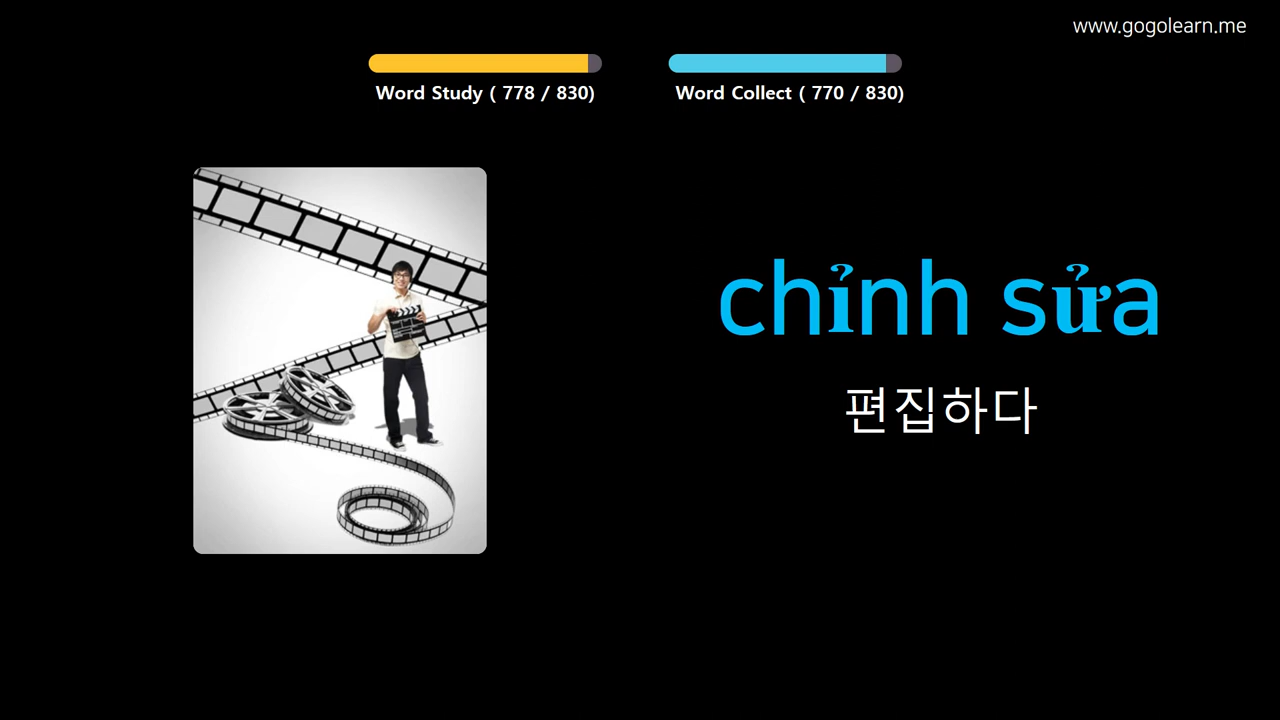 www.gogolearn.me
Word Study ( 778 / 830)
Word Collect ( 770 / 830)
chỉnh sửa
편집하다